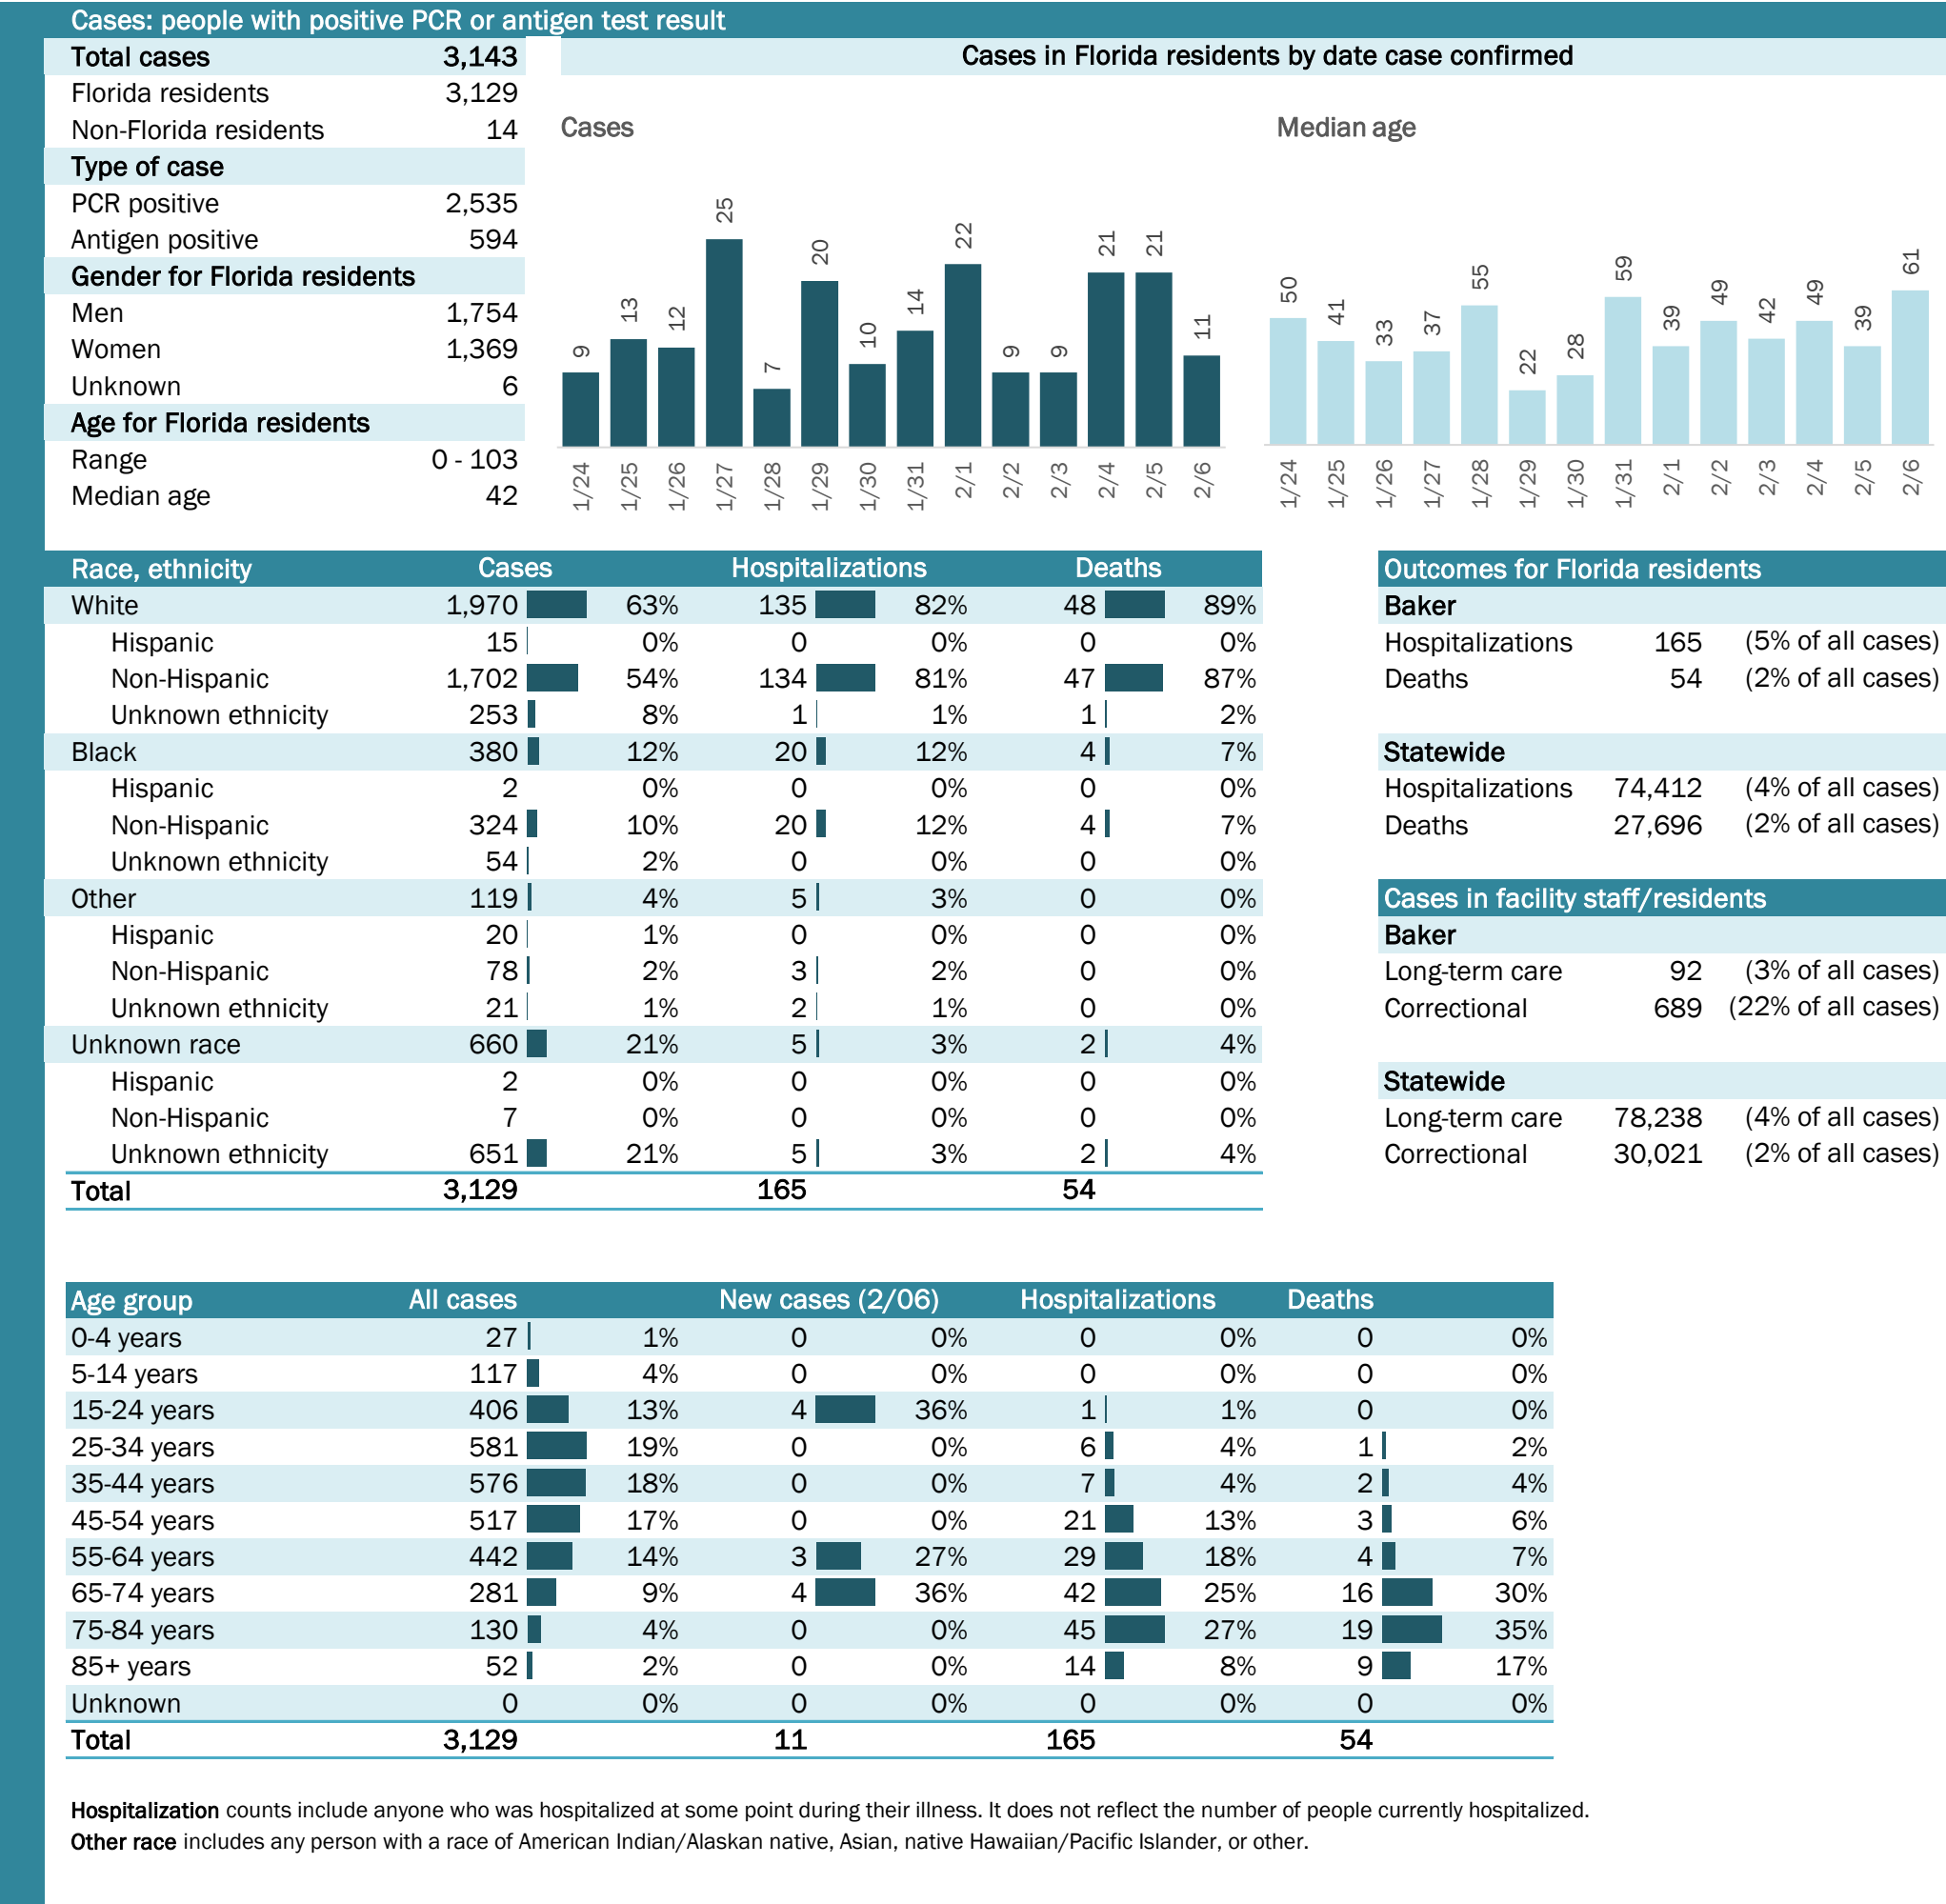 Cases: people with positive PCR or antigen test result
Total cases 3,143
Florida residents 3,129
Non-Florida residents 14
Type of case
PCR positive 2,535
Antigen positive 594
Gender for Florida residents
Men 1,754
Women 1,369
Unknown 6
Age for Florida residents
Range 0 - 103
Median age 42
Cases in Florida residents by date case confirmed
Cases
9 13 12 25 7 20 10 14 22 9 9 21 21 11
1/24 1/25 1/26 1/27 1/28 1/29 1/30 1/31 2/1 2/2 2/3 2/4 2/5 2/6
Median age
50 41 33 37 55 22 28 59 39 49 42 49 39 61
1/24 1/25 1/26 1/27 1/28 1/29 1/30 1/31 2/1 2/2 2/3 2/4 2/5 2/6
Race, ethnicity Cases Hospitalizations Deaths
White 1,970 63% 135 82% 48 89%
Hispanic 15 0% 0 0% 0 0%
Non-Hispanic 1,702 54% 134 81% 47 87%
Unknown ethnicity 253 8% 1 1% 1 2%
Black 380 12% 20 12% 4 7%
Hispanic 2 0% 0 0% 0 0%
Non-Hispanic 324 10% 20 12% 4 7%
Unknown ethnicity 54 2% 0 0% 0 0%
Other 119 4% 5 3% 0 0%
Hispanic 20 1% 0 0% 0 0%
Non-Hispanic 78 2% 3 2% 0 0%
Unknown ethnicity 21 1% 2 1% 0 0%
Unknown race 660 21% 5 3% 2 4%
Hispanic 2 0% 0 0% 0 0%
Non-Hispanic 7 0% 0 0% 0 0%
Unknown ethnicity 651 21% 5 3% 2 4%
Total 3,129 165 54
Outcomes for Florida residents
Baker
Hospitalizations 165 (5% of all cases)
Deaths 54 (2% of all cases)
Statewide
Hospitalizations 74,412 (4% of all cases)
Deaths 27,696 (2% of all cases)
Cases in facility staff/residents
Baker
Long-term care 92 (3% of all cases)
Correctional 689 (22% of all cases)
Statewide
Long-term care 78,238 (4% of all cases)
Correctional 30,021 (2% of all cases)
Age group All cases New cases (2/06) Hospitalizations Deaths
0-4 years 27 1% 0 0% 0 0% 0 0%
5-14 years 117 4% 0 0% 0 0% 0 0%
15-24 years 406 13% 4 36% 1 1% 0 0%
25-34 years 581 19% 0 0% 6 4% 1 2%
35-44 years 576 18% 0 0% 7 4% 2 4%
45-54 years 517 17% 0 0% 21 13% 3 6%
55-64 years 442 14% 3 27% 29 18% 4 7%
65-74 years 281 9% 4 36% 42 25% 16 30%
75-84 years 130 4% 0 0% 45 27% 19 35%
85+ years 52 2% 0 0% 14 8% 9 17%
Unknown 0 0% 0 0% 0 0% 0 0%
Total 3,129 11 165 54
Hospitalization counts include anyone who was hospitalized at some point during their illness. It does not reflect the number of people currently hospitalized.
Other race includes any person with a race of American Indian/Alaskan native, Asian, native Hawaiian/Pacific Islander, or other.